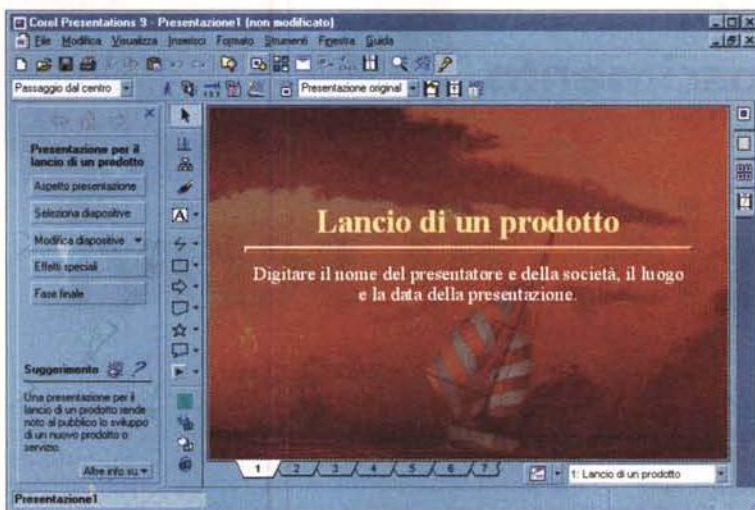 Corel Presentations 9 - Presentazione1 (non modificato)
File Modifica Visualizza Inserisci Formato Strumenti Finestra Guida
Passaggio dal centro
Presentazione original
Presentazione per il
lancio di un prodotto
Aspetto presentazione
Seleziona diapositive
Modifica diapositive
Effetti speciali
Fase finale
Suggerimento
Una presentazione per il
lancio di un prodotto rende
noto al pubblico lo sviluppo
di un nuovo prodotto o
servizio.
Altre info su
Lancio di un prodotto
Digitare il nome del presentatore e della società, il luogo
e la data della presentazione.
1 2 3 4 5 6 7
1: Lancio di un prodotto
Presentazione1